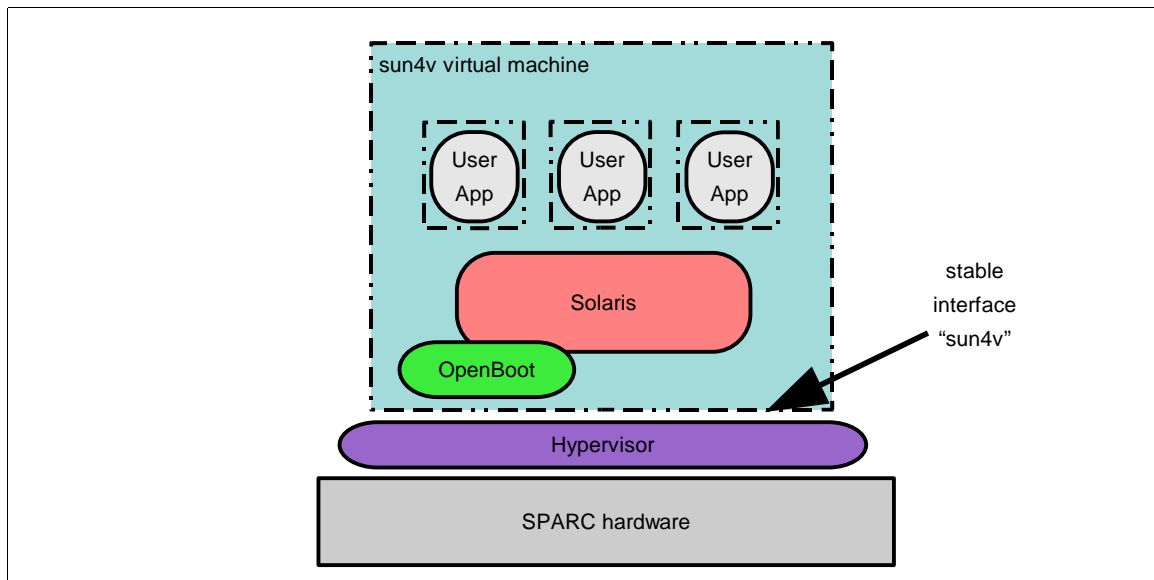 sun4v virtual machine
User
App
User
App
User
App
Solaris
OpenBoot
stable
interface
“sun4v”
Hypervisor
SPARC hardware